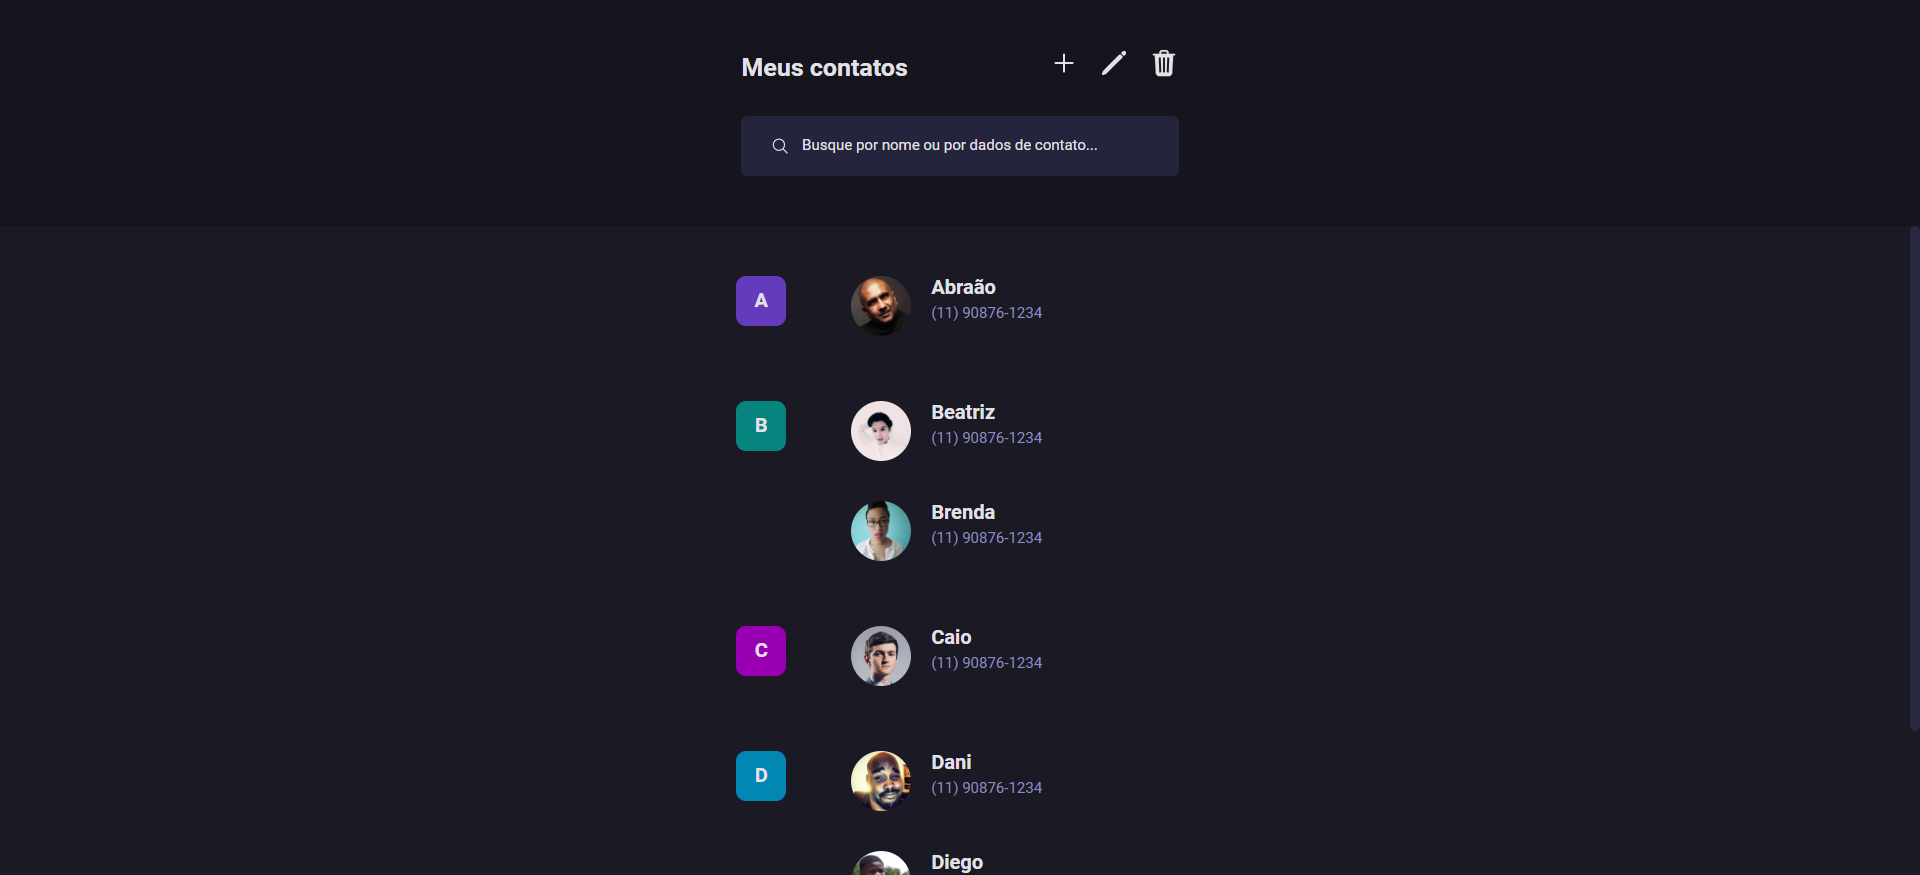 Meus contatos
Busque por nome ou por dados de contato...
A
Abraão
(11) 90876-1234
B
Beatriz
(11) 90876-1234
Brenda
(11) 90876-1234
C
Caio
(11) 90876-1234
D
Dani
(11) 90876-1234
Diego